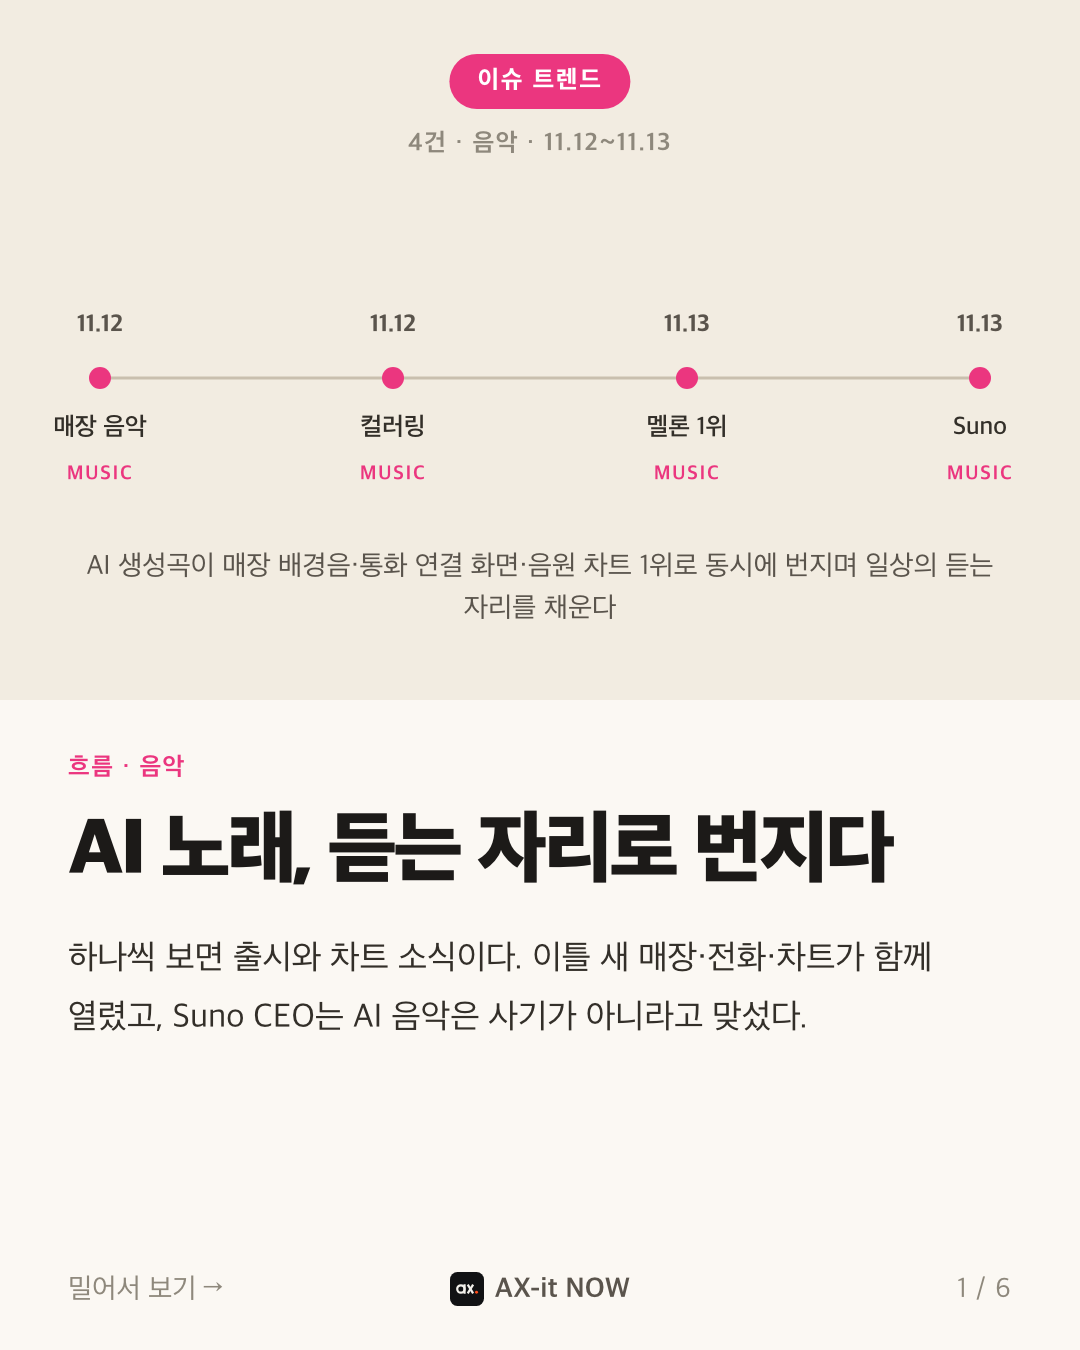 이슈 트렌드
4건 · 음악 · 11.12~11.13
11.12
11.12
11.13
11.13
매장 음악
컬러링
멜론 1위
Suno
MUSIC
MUSIC
MUSIC
MUSIC
AI 생성곡이 매장 배경음·통화 연결 화면·음원 차트 1위로 동시에 번지며 일상의 듣는
자리를 채운다
흐름 · 음악
AI 노래, 듣는 자리로 번지다
하나씩 보면 출시와 차트 소식이다. 이틀 새 매장·전화·차트가 함께
열렸고, Suno CEO는 AI 음악은 사기가 아니라고 맞섰다.
밀어서 보기 →
ax. AX-it NOW
1 / 6